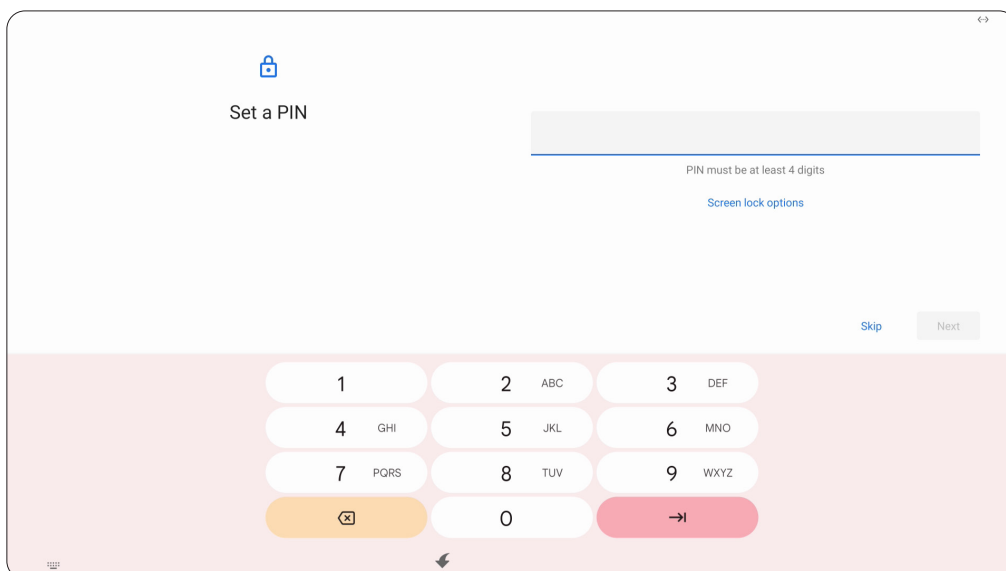 Set a PIN
PIN must be at least 4 digits
Screen lock options
Skip Next
1 2 ABC 3 DEF
4 GHI 5 JKL 6 MNO
7 PQRS 8 TUV 9 WXYZ
0